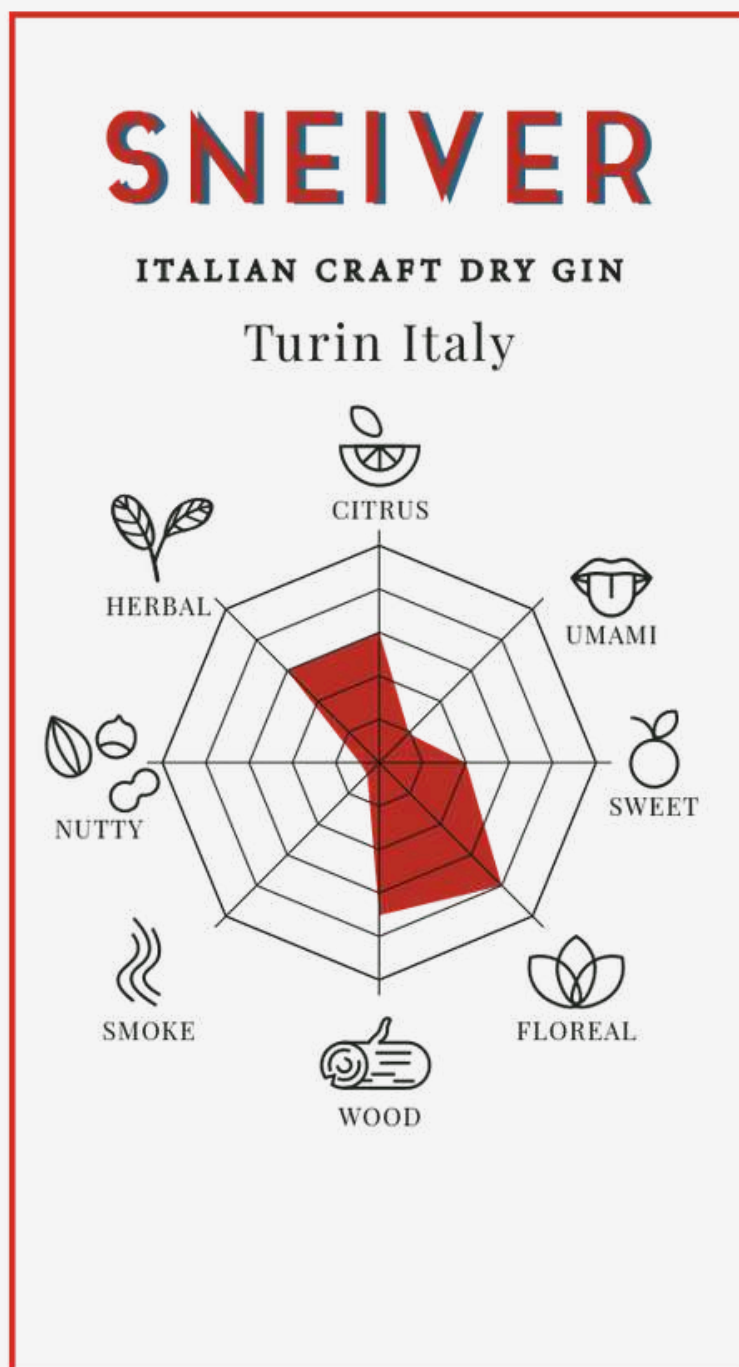 SNEIVER
ITALIAN CRAFT DRY GIN
Turin Italy
CITRUS
HERBAL
UMAMI
SWEET
NUTTY
SMOKE
FLOREAL
WOOD